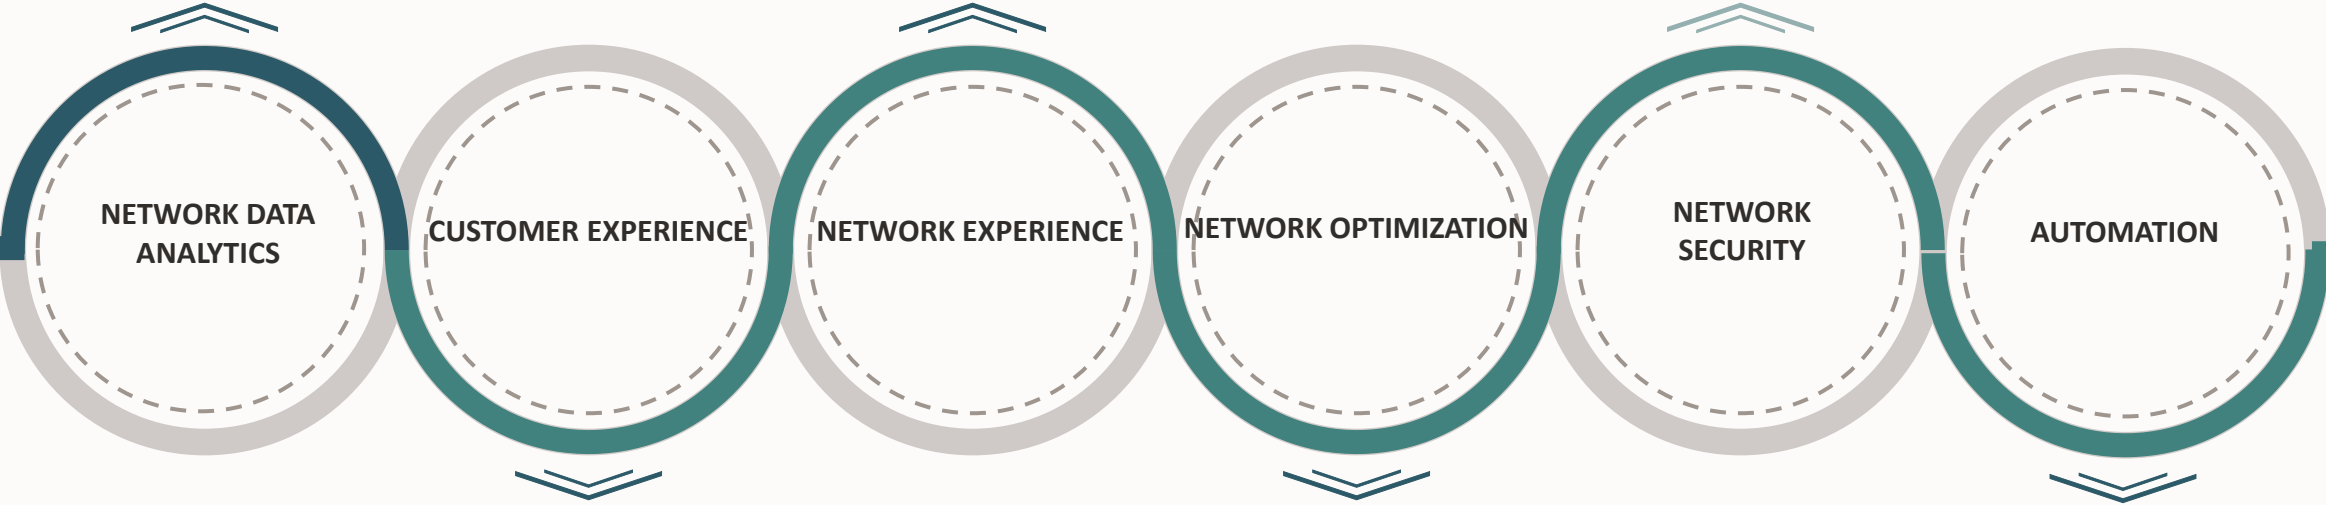 NETWORK DATA
ANALYTICS
CUSTOMER EXPERIENCE
NETWORK EXPERIENCE
NETWORK OPTIMIZATION
NETWORK
SECURITY
AUTOMATION